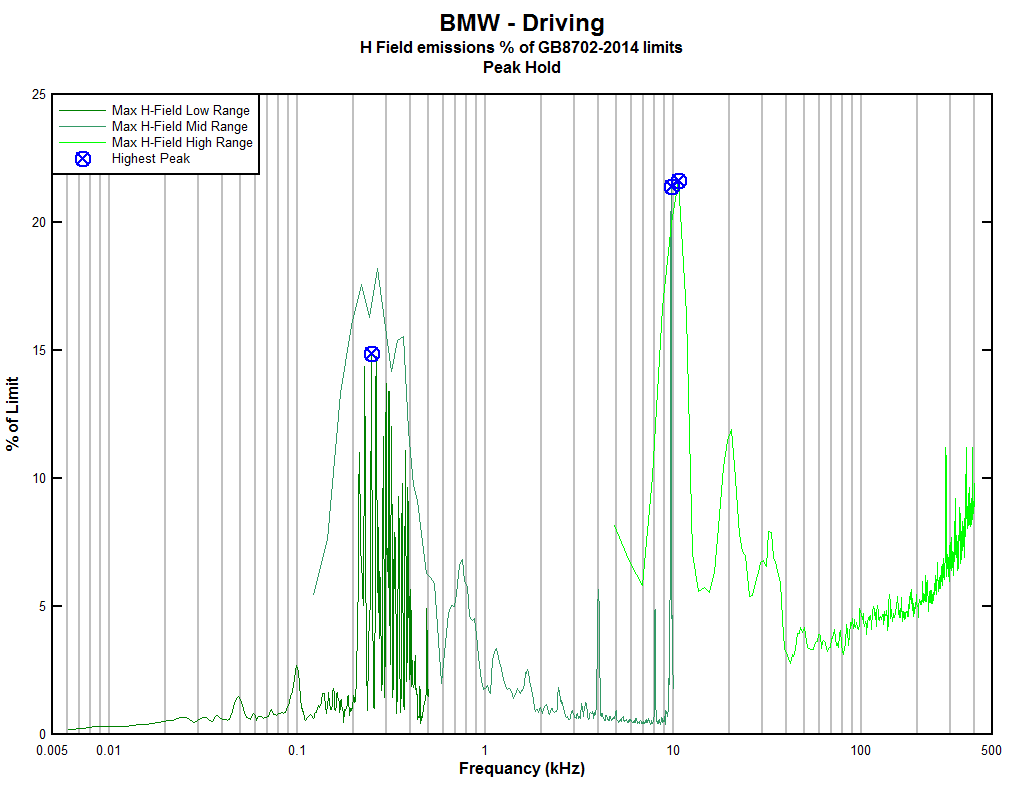 BMW - Driving
H Field emissions % of GB8702-2014 limits
Peak Hold
Max H-Field Low Range
Max H-Field Mid Range
Max H-Field High Range
Highest Peak
25
20
15
10
5
0
% of Limit
0.005 0.01 0.1 1 10 100 500
Frequancy (kHz)